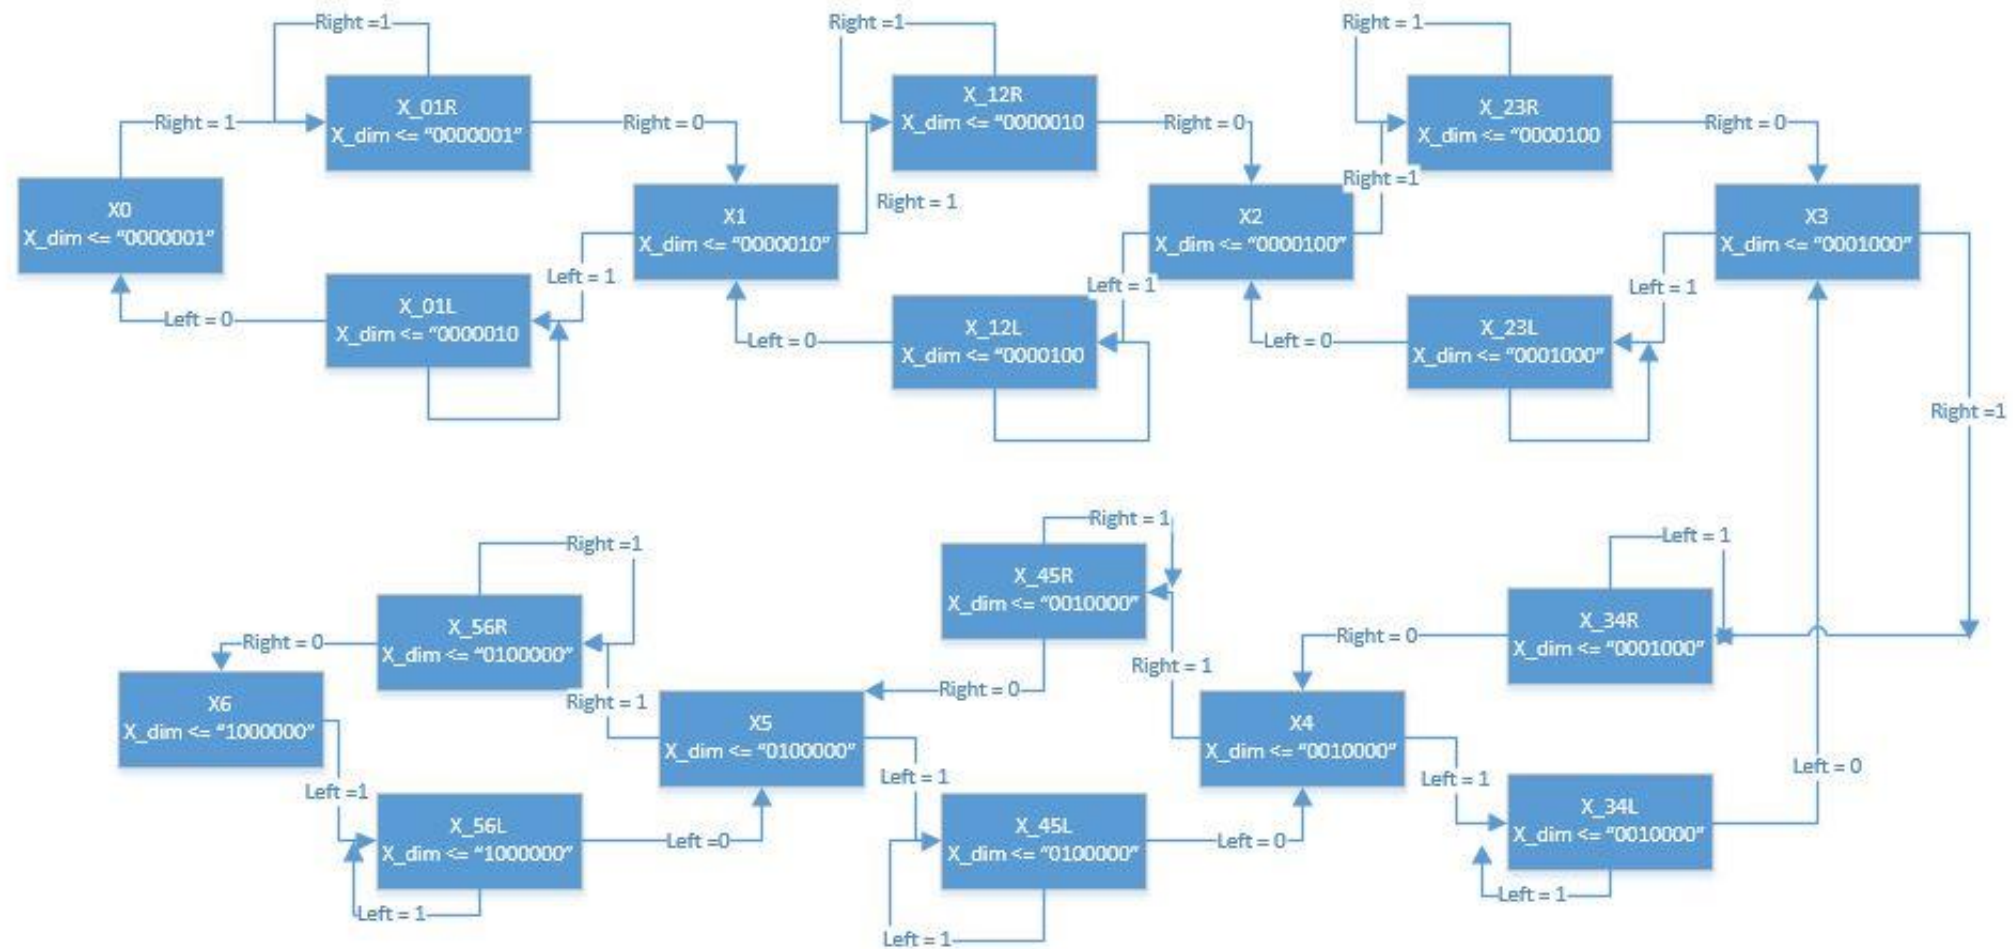 Right =1
Right =1
Right = 1
X_01R
X_dim <= “0000001”
X_12R
X_dim <= “0000010
X_23R
X_dim <= “0000100
Right = 1
Right = 0
Right = 0
Right = 0
X0
X_dim <= “0000001”
X1
X_dim <= “0000010”
Right = 1
X2
X_dim <= “0000100”
Right =1
X3
X_dim <= “0001000”
Left = 1
Left = 1
Left = 1
X_01L
X_dim <= “0000010
X_12L
X_dim <= “0000100
X_23L
X_dim <= “0001000”
Left = 0
Left = 0
Left = 0
Right =1
Right =1
Right = 1
Left = 1
X_56R
X_dim <= “0100000”
X_45R
X_dim <= “0010000”
X_34R
X_dim <= “0001000”
Right = 0
Right = 0
Right = 1
Right = 0
Right = 1
X6
X_dim <= “1000000”
X5
X_dim <= “0100000”
X4
X_dim <= “0010000”
Left =1
Left = 1
Left = 1
Left = 0
X_56L
X_dim <= “1000000”
X_45L
X_dim <= “0100000”
X_34L
X_dim <= “0010000”
Left =0
Left = 0
Left = 1
Left = 1
Left = 1